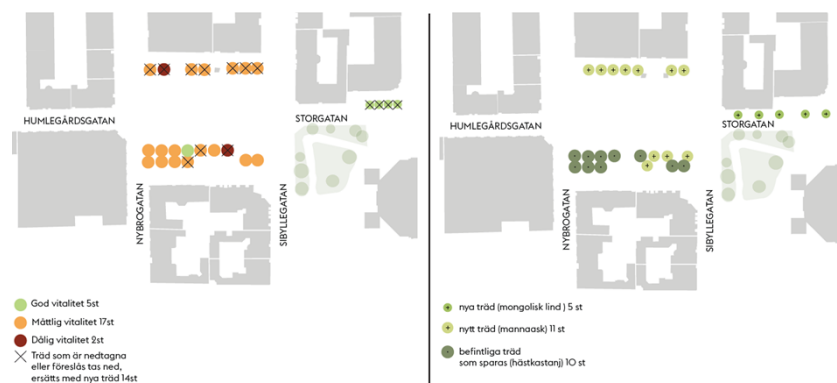 HUMLEGÅRDSGATAN
STORGATAN
NYBROGATAN
SIBYLLEGATAN
God vitalitet 5st
Måttlig vitalitet 17st
Dålig vitalitet 2st
Träd som är nedtagna
eller föreslås tas ned,
ersätts med nya träd 14st
HUMLEGÅRDSGATAN
STORGATAN
NYBROGATAN
SIBYLLEGATAN
nya träd (mongolisk lind ) 5 st
nytt träd (mannaask) 11 st
befintliga träd
som sparas (hästkastanj) 10 st